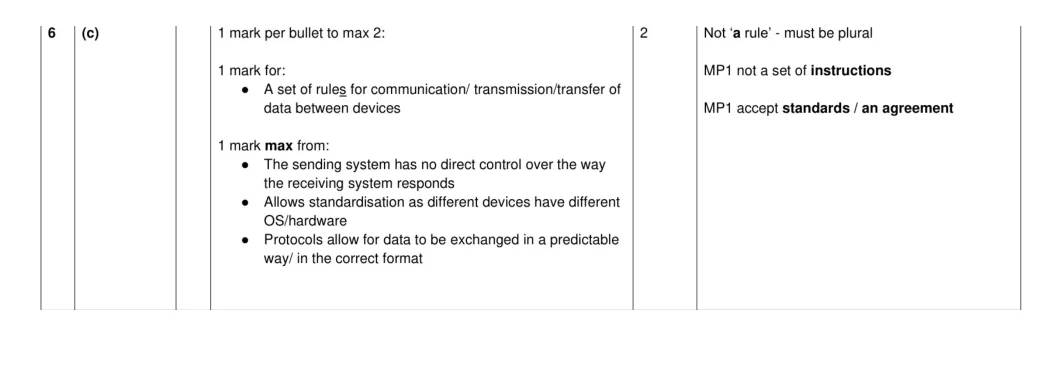 6 (c) 1 mark per bullet to max 2: 2 Not ‘a rule’ - must be plural
1 mark for: MP1 not a set of instructions
● A set of rules for communication/ transmission/transfer of
data between devices MP1 accept standards / an agreement
1 mark max from:
● The sending system has no direct control over the way
the receiving system responds
● Allows standardisation as different devices have different
OS/hardware
● Protocols allow for data to be exchanged in a predictable
way/ in the correct format